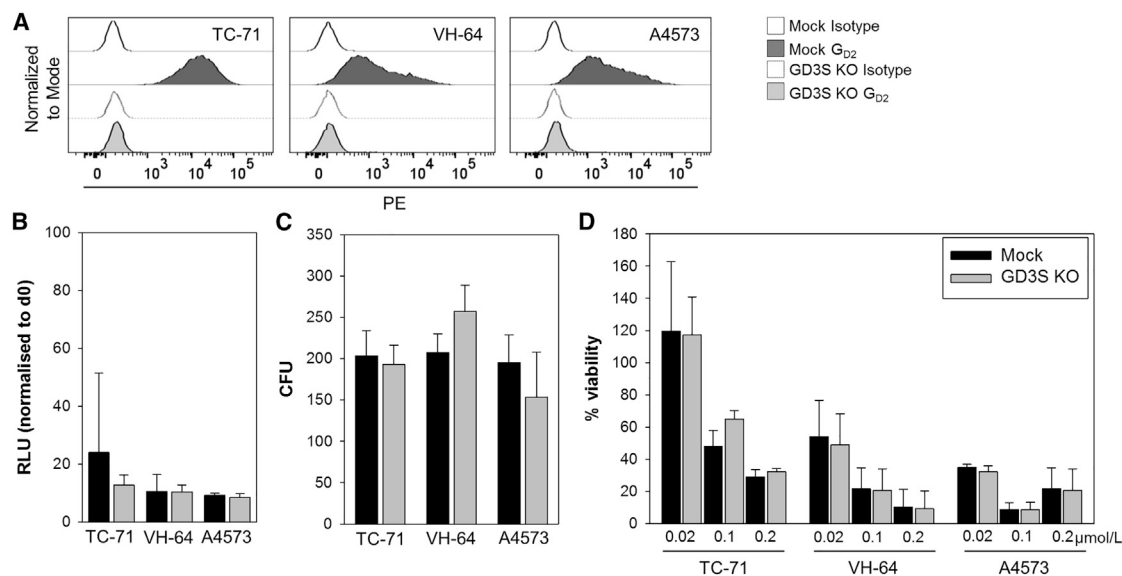 A
TC-71
VH-64
A4573
Normalized
to Mode
0 10³ 10⁴ 10⁵
0 10³ 10⁴ 10⁵
0 10³ 10⁴ 10⁵
PE
Mock Isotype
Mock G_D2
GD3S KO Isotype
GD3S KO G_D2
B
RLU (normalised to d0)
100
80
60
40
20
0
TC-71 VH-64 A4573
C
CFU
350
300
250
200
150
100
50
0
TC-71 VH-64 A4573
D
% viability
180
160
140
120
100
80
60
40
20
0
Mock
GD3S KO
0.02 0.1 0.2 0.02 0.1 0.2 0.02 0.1 0.2 µmol/L
TC-71 VH-64 A4573